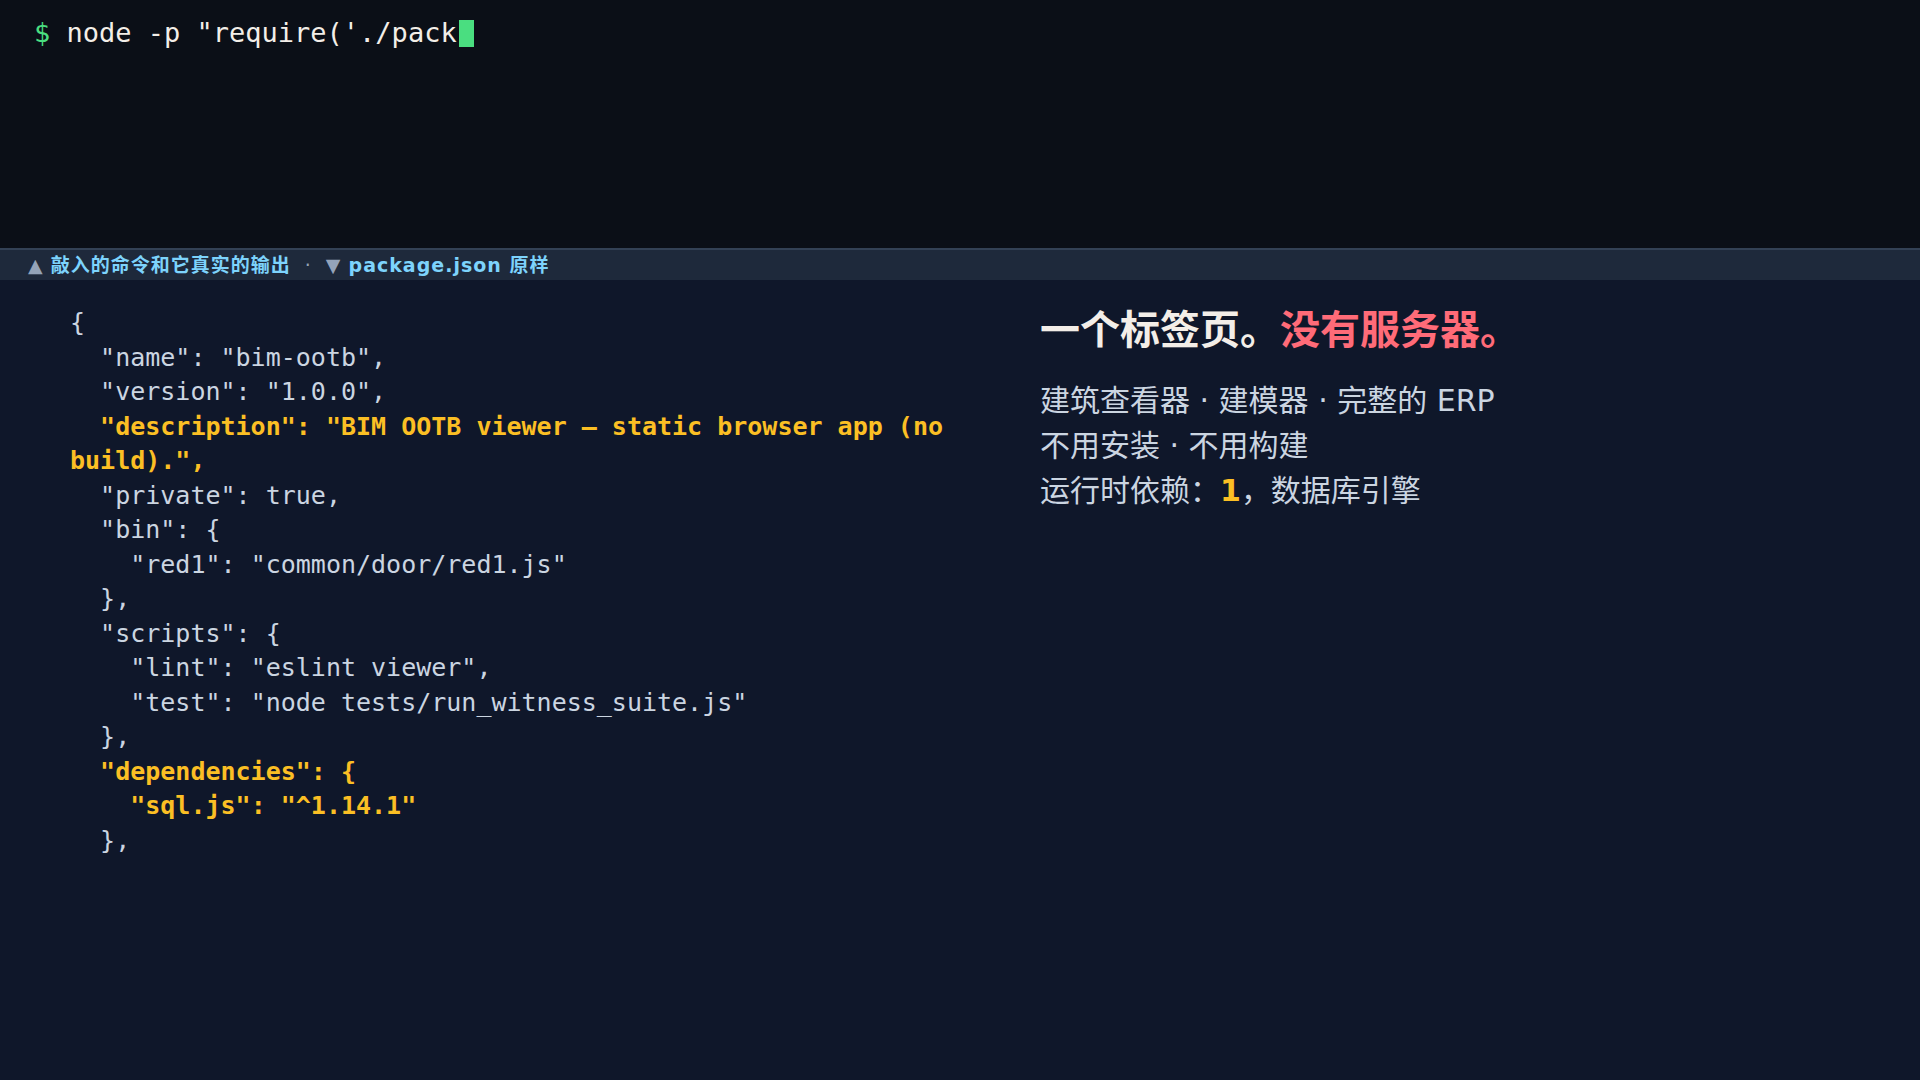 $ node -p "require('./pack
▲ 敲入的命令和它真实的输出 · ▼ package.json 原样
{
  "name": "bim-ootb",
  "version": "1.0.0",
  "description": "BIM OOTB viewer — static browser app (no
build).",
  "private": true,
  "bin": {
    "red1": "common/door/red1.js"
  },
  "scripts": {
    "lint": "eslint viewer",
    "test": "node tests/run_witness_suite.js"
  },
  "dependencies": {
    "sql.js": "^1.14.1"
  },
一个标签页。没有服务器。
建筑查看器 · 建模器 · 完整的 ERP
不用安装 · 不用构建
运行时依赖：1，数据库引擎